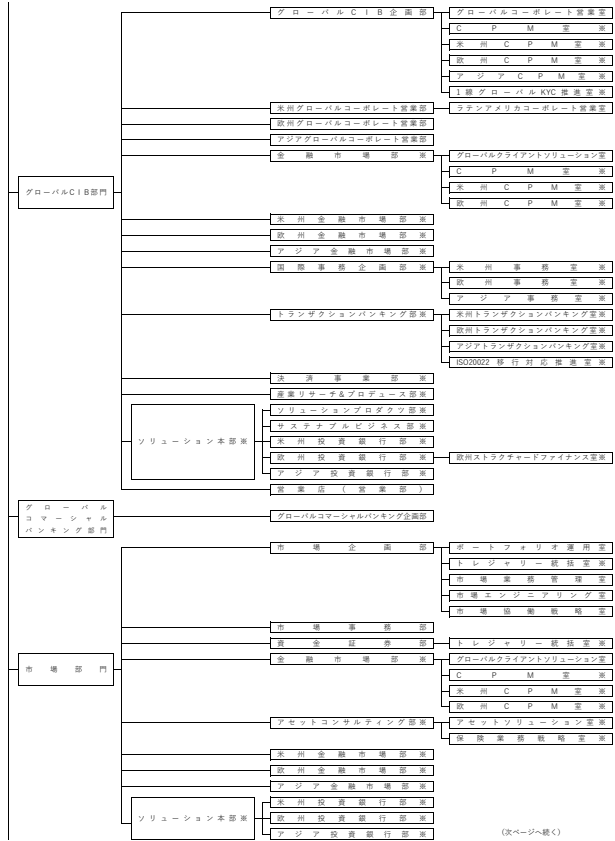 グローバルCIB企画部
グローバルコーポレート営業室
CPM室※
米州CPM室※
欧州CPM室※
アジアCPM室※
1線グローバルKYC推進室※
米州グローバルコーポレート営業部
ラテンアメリカコーポレート営業室
欧州グローバルコーポレート営業部
アジアグローバルコーポレート営業部
金融市場部※
グローバルクライアントソリューション室
CPM室※
米州CPM室※
欧州CPM室※
グローバルCIB部門
米州金融市場部※
欧州金融市場部※
アジア金融市場部※
国際事務企画部※
米州事務室※
欧州事務室※
アジア事務室※
トランザクションバンキング部※
米州トランザクションバンキング室※
欧州トランザクションバンキング室※
アジアトランザクションバンキング室※
ISO20022移行対応推進室※
決済事業部※
産業リサーチ&プロデュース部※
ソリューション本部※
ソリューションプロダクツ部※
サステナブルビジネス部※
米州投資銀行部※
欧州投資銀行部※
欧州ストラクチャードファイナンス室※
アジア投資銀行部※
営業店(営業部)
グローバル
コマーシャル
バンキング部門
グローバルコマーシャルバンキング企画部
市場企画部
ポートフォリオ運用室
トレジャリー統括室※
市場業務管理室
市場エンジニアリング室
市場協働戦略室
市場事務部
資金証券部
トレジャリー統括室※
市場部門
金融市場部※
グローバルクライアントソリューション室
CPM室※
米州CPM室※
欧州CPM室※
アセットコンサルティング部※
アセットソリューション室※
保険業務戦略室※
米州金融市場部※
欧州金融市場部※
アジア金融市場部※
ソリューション本部※
米州投資銀行部※
欧州投資銀行部※
アジア投資銀行部※
(次ページへ続く)